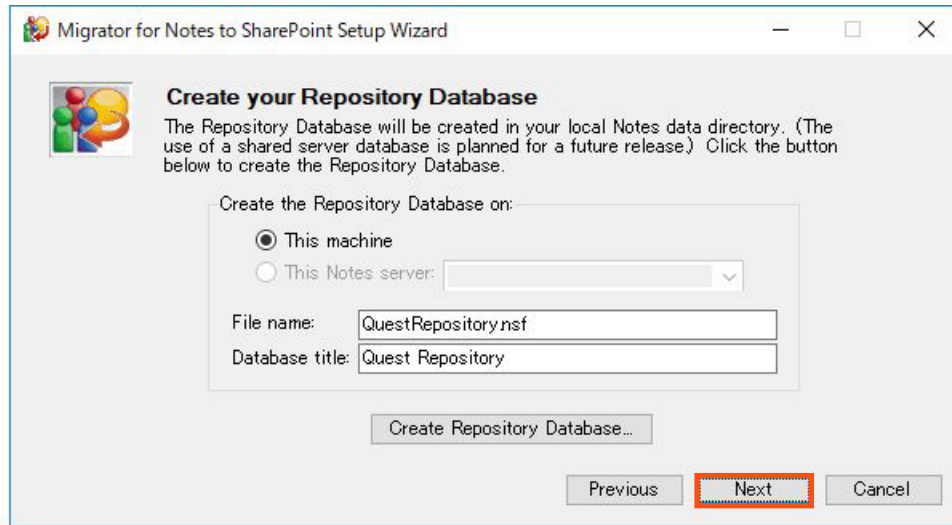 Migrator for Notes to SharePoint Setup Wizard
Create your Repository Database
The Repository Database will be created in your local Notes data directory. (The
use of a shared server database is planned for a future release.) Click the button
below to create the Repository Database.
Create the Repository Database on:
This machine
This Notes server:
File name: QuestRepository.nsf
Database title: Quest Repository
Create Repository Database...
Previous Next Cancel